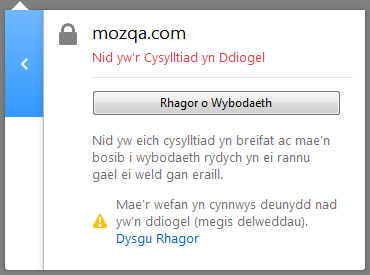 mozqa.com
Nid yw'r Cysylltiad yn Ddiogel
Rhagor o Wybodaeth
Nid yw eich cysylltiad yn breifat ac mae'n
bosib i wybodaeth rydych yn ei rannu
gael ei weld gan eraill.
Mae'r wefan yn cynnwys deunydd nad
yw'n ddiogel (megis delweddau).
Dysgu Rhagor